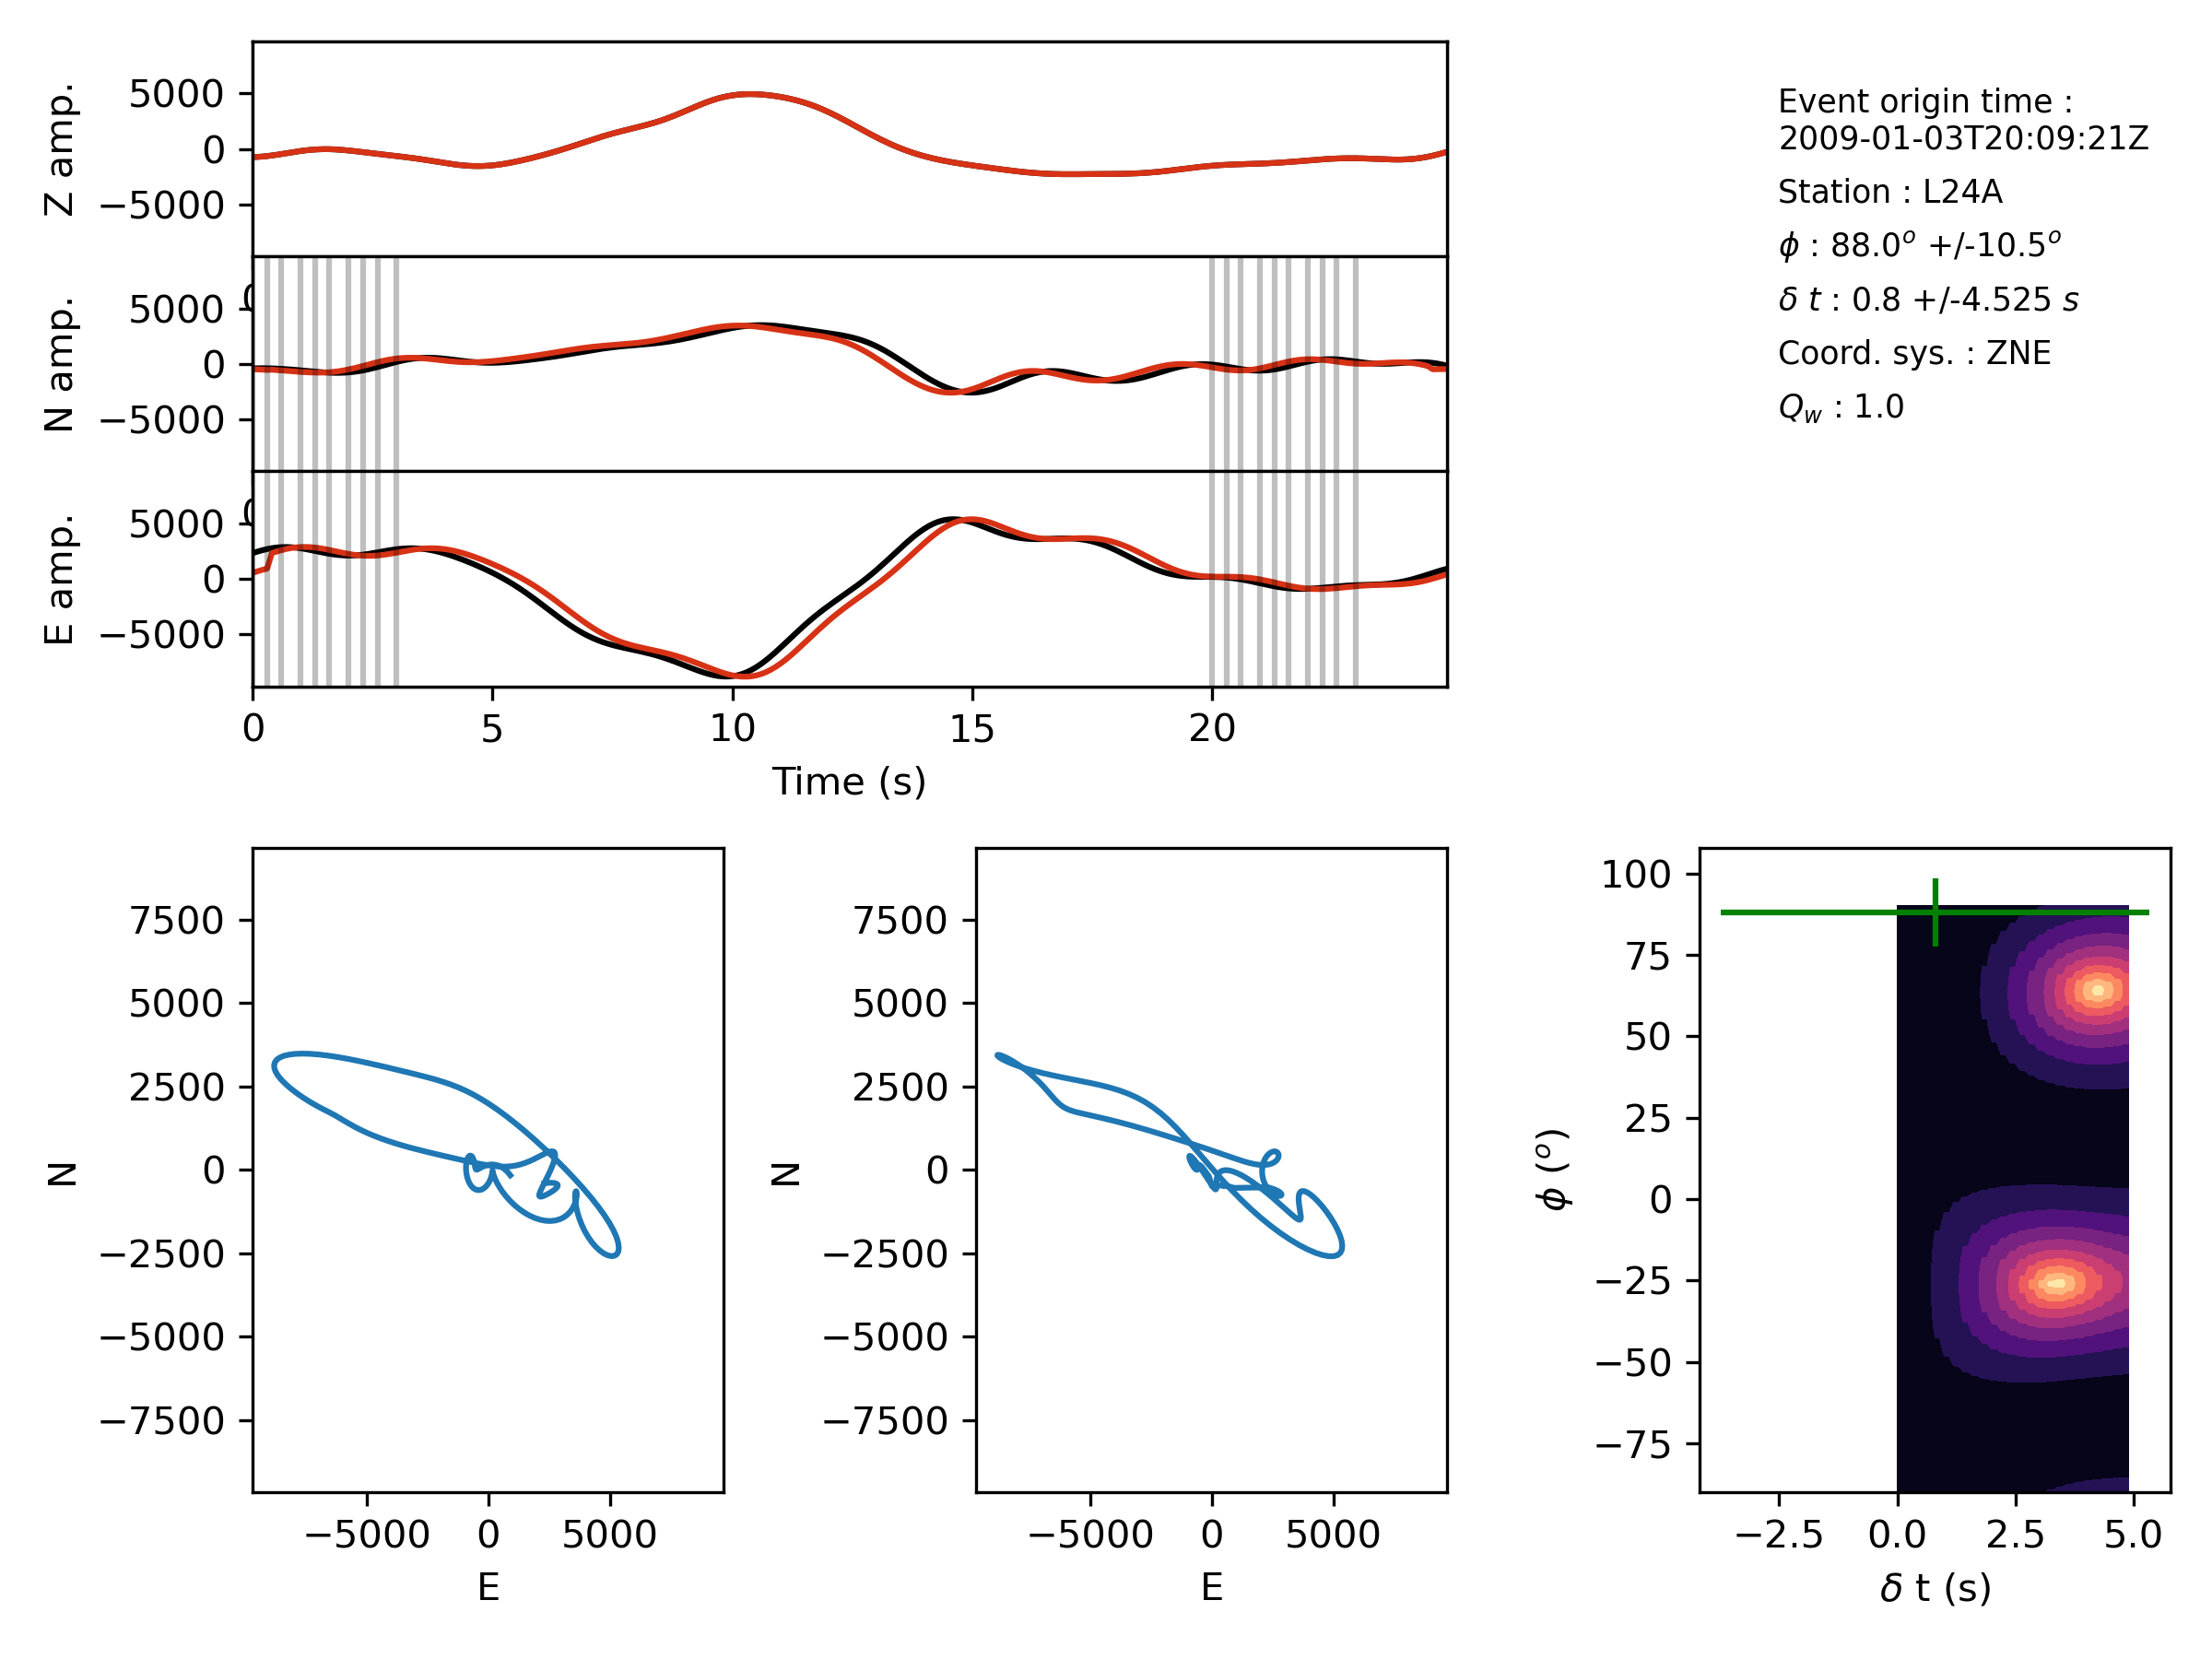 Z amp.
5000
0
−5000
N amp.
5000
0
−5000
E amp.
5000
0
−5000
0
5
10
15
20
Time (s)
Event origin time :
2009-01-03T20:09:21Z
Station : L24A
ϕ : 88.0° +/-10.5°
δ t : 0.8 +/-4.525 s
Coord. sys. : ZNE
Q_w : 1.0
N
7500
5000
2500
0
−2500
−5000
−7500
−5000
0
5000
E
N
7500
5000
2500
0
−2500
−5000
−7500
−5000
0
5000
E
ϕ (°)
100
75
50
25
0
−25
−50
−75
−2.5
0.0
2.5
5.0
δ t (s)